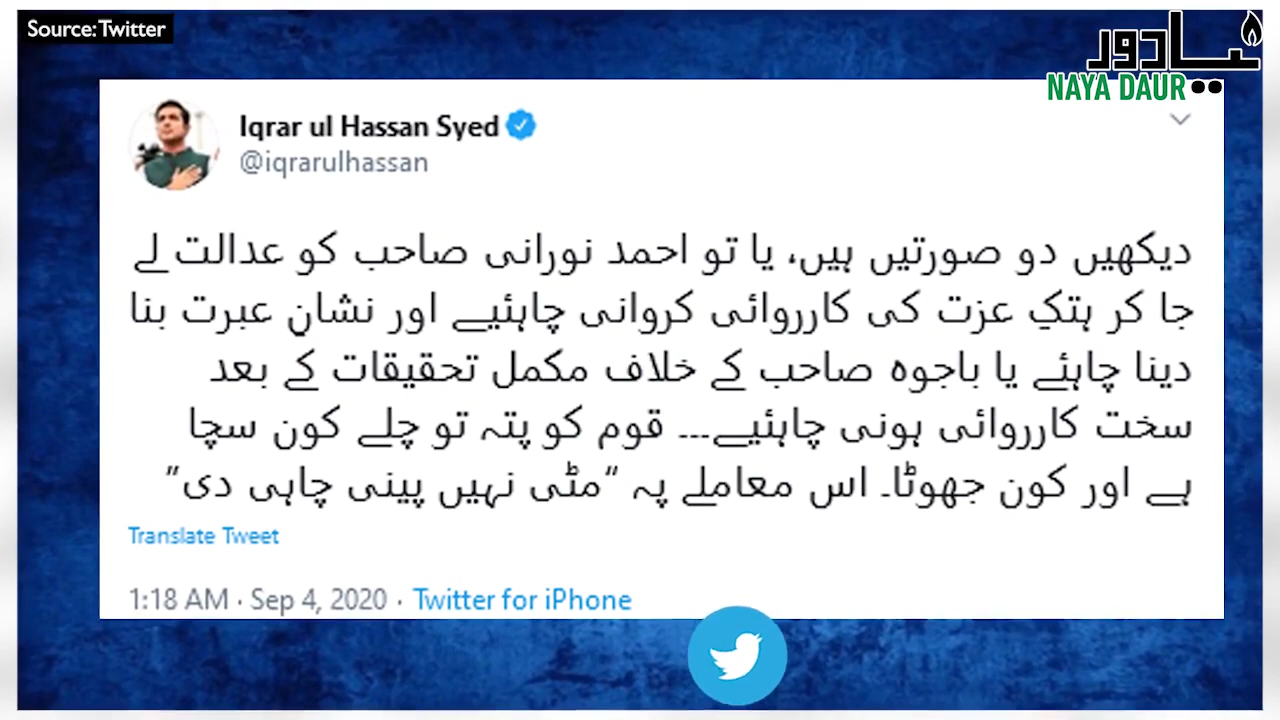 Source: Twitter
نیا دور
NAYA DAUR
Iqrar ul Hassan Syed
@iqrarulhassan
دیکھیں دو صورتیں ہیں، یا تو احمد نورانی صاحب کو عدالت لے
جا کر ہتکِ عزت کی کارروائی کروانی چاہئیے اور نشانِ عبرت بنا
دینا چاہئے یا باجوہ صاحب کے خلاف مکمل تحقیقات کے بعد
سخت کارروائی ہونی چاہئیے۔۔۔ قوم کو پتہ تو چلے کون سچا
ہے اور کون جھوٹا۔ اس معاملے پہ “مٹی نہیں پینی چاہی دی”
Translate Tweet
1:18 AM · Sep 4, 2020 · Twitter for iPhone